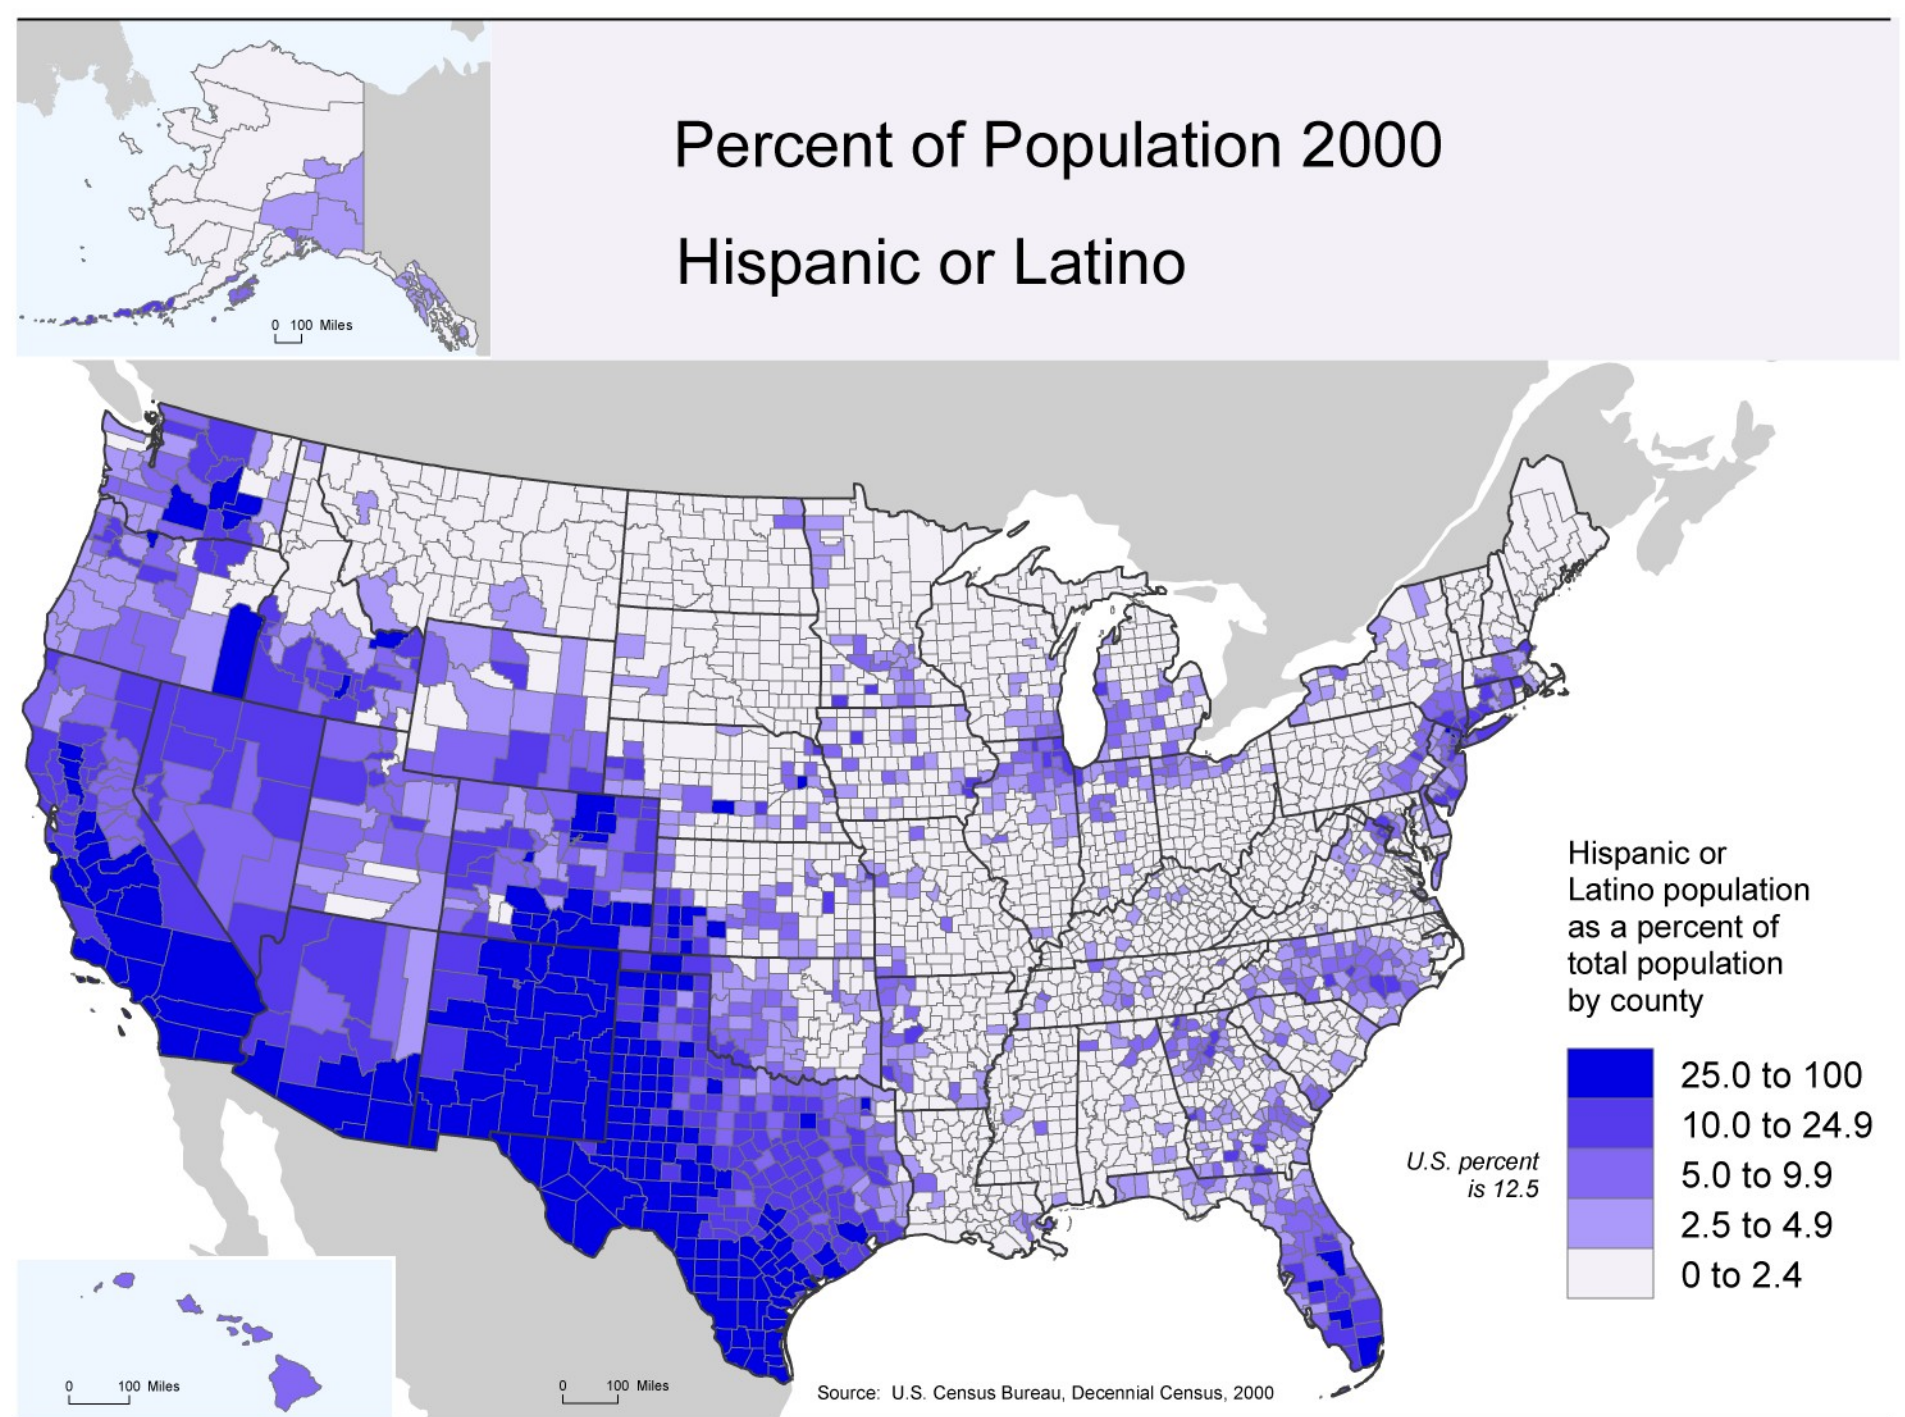 Percent of Population 2000
Hispanic or Latino
0 100 Miles
Hispanic or
Latino population
as a percent of
total population
by county
25.0 to 100
10.0 to 24.9
5.0 to 9.9
2.5 to 4.9
0 to 2.4
U.S. percent
is 12.5
0 100 Miles
0 100 Miles
Source: U.S. Census Bureau, Decennial Census, 2000